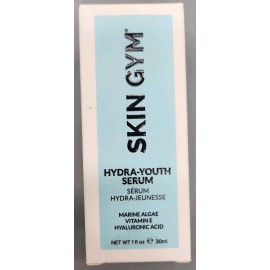 SKIN GYM
HYDRA-YOUTH
SERUM
SÉRUM
HYDRA-JEUNESSE
MARINE ALGAE
VITAMIN E
HYALURONIC ACID
NET WT 1 fl oz ℮ 30ml